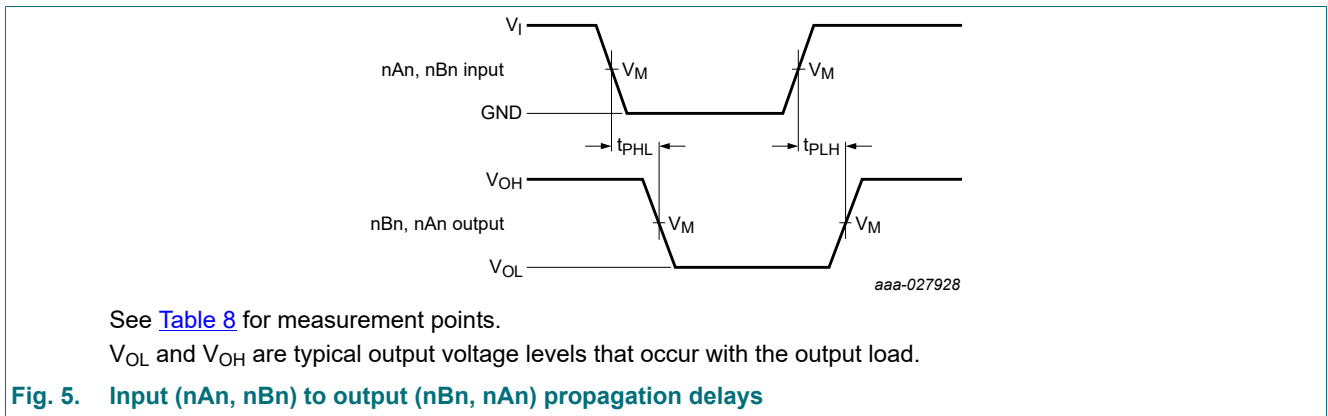 VI
nAn, nBn input
VM
VM
GND
tPHL
tPLH
VOH
nBn, nAn output
VM
VM
VOL
aaa-027928
See Table 8 for measurement points.
VOL and VOH are typical output voltage levels that occur with the output load.
Fig. 5. Input (nAn, nBn) to output (nBn, nAn) propagation delays